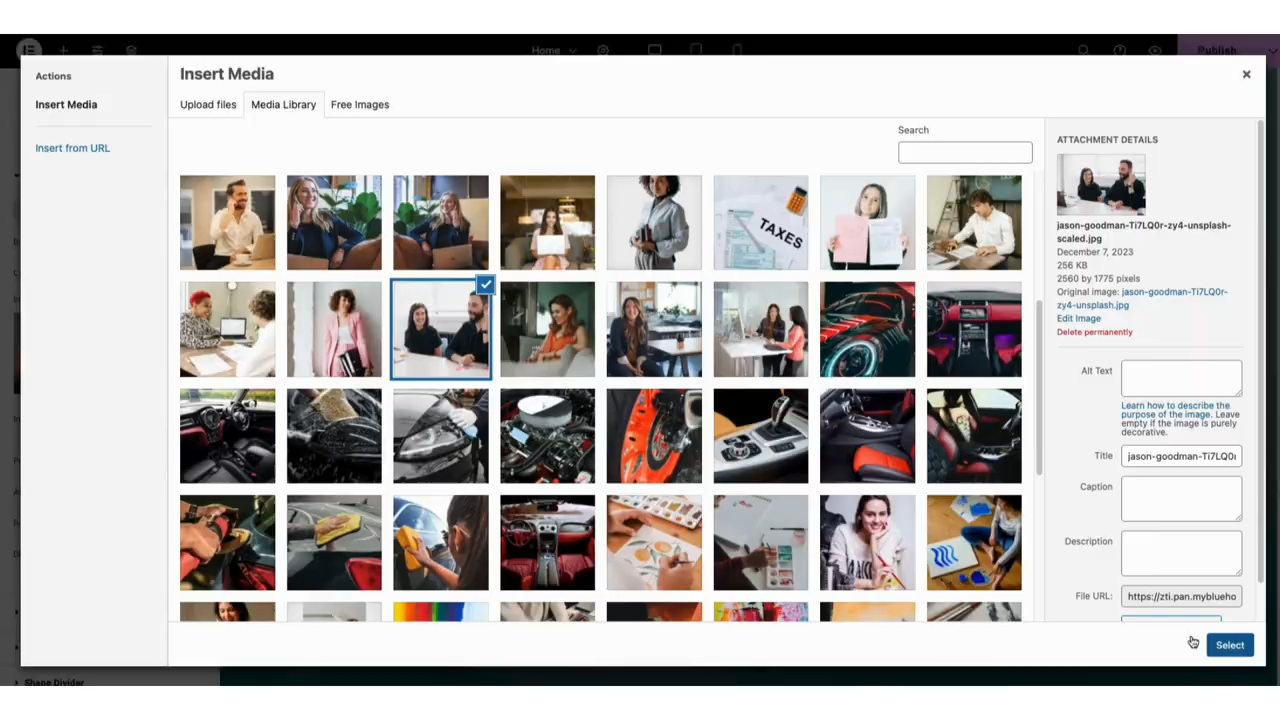 Home
Publish
Actions
Insert Media
×
Insert Media
Upload files
Media Library
Free Images
Insert from URL
Search
ATTACHMENT DETAILS
TAXES
jason-goodman-Ti7LQ0r-zy4-unsplash-
scaled.jpg
December 7, 2023
256 KB
2560 by 1775 pixels
Original image: jason-goodman-Ti7LQ0r-
zy4-unsplash.jpg
Edit Image
Delete permanently
Alt Text
Learn how to describe the
purpose of the image. Leave
empty if the image is purely
decorative.
Title
jason-goodman-Ti7LQ0r
Caption
Description
File URL:
https://zti.pan.myblueho
Select
Shape Divider